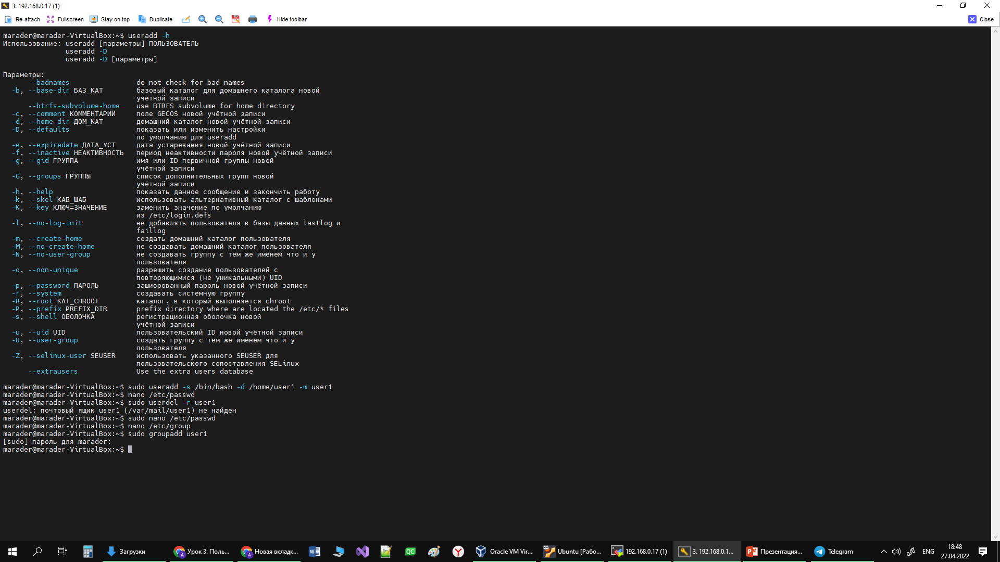 3. 192.168.0.17 (1)
Re-attach Fullscreen Stay on top Duplicate Hide toolbar Close
marader@marader-VirtualBox:~$ useradd -h
Использование: useradd [параметры] ПОЛЬЗОВАТЕЛЬ
useradd -D
useradd -D [параметры]
Параметры:
--badnames do not check for bad names
-b, --base-dir БАЗ_КАТ базовый каталог для домашнего каталога новой
учётной записи
--btrfs-subvolume-home use BTRFS subvolume for home directory
-c, --comment КОММЕНТАРИЙ поле GECOS новой учётной записи
-d, --home-dir ДОМ_КАТ домашний каталог новой учётной записи
-D, --defaults показать или изменить настройки
по умолчанию для useradd
-e, --expiredate ДАТА_УСТ дата устаревания новой учётной записи
-f, --inactive НЕАКТИВНОСТЬ период неактивности пароля новой учётной записи
-g, --gid ГРУППА имя или ID первичной группы новой
учётной записи
-G, --groups ГРУППЫ список дополнительных групп новой
учётной записи
-h, --help показать данное сообщение и закончить работу
-k, --skel КАБ_ШАБ использовать альтернативный каталог с шаблонами
-K, --key КЛЮЧ=ЗНАЧЕНИЕ заменить значение по умолчанию
из /etc/login.defs
-l, --no-log-init не добавлять пользователя в базы данных lastlog и
faillog
-m, --create-home создать домашний каталог пользователя
-M, --no-create-home не создавать домашний каталог пользователя
-N, --no-user-group не создавать группу с тем же именем что и у
пользователя
-o, --non-unique разрешить создание пользователей с
повторяющимися (не уникальными) UID
-p, --password ПАРОЛЬ зашифрованный пароль новой учётной записи
-r, --system создавать системную группу
-R, --root КАТ_CHROOT каталог, в который выполняется chroot
-P, --prefix PREFIX_DIR prefix directory where are located the /etc/* files
-s, --shell ОБОЛОЧКА регистрационная оболочка новой
учётной записи
-u, --uid UID пользовательский ID новой учётной записи
-U, --user-group создать группу с тем же именем что и у
пользователя
-Z, --selinux-user SEUSER использовать указанного SEUSER для
пользовательского сопоставления SELinux
--extrausers Use the extra users database
marader@marader-VirtualBox:~$ sudo useradd -s /bin/bash -d /home/user1 -m user1
marader@marader-VirtualBox:~$ nano /etc/passwd
marader@marader-VirtualBox:~$ sudo userdel -r user1
userdel: почтовый ящик user1 (/var/mail/user1) не найден
marader@marader-VirtualBox:~$ sudo nano /etc/passwd
marader@marader-VirtualBox:~$ nano /etc/group
marader@marader-VirtualBox:~$ sudo groupadd user1
[sudo] пароль для marader:
marader@marader-VirtualBox:~$
Загрузки Урок 3. Поль... Новая вкладк... Oracle VM Vir... Ubuntu [Рабо... 192.168.0.17 (1) 3. 192.168.0.1... Презентация... Telegram ENG 18:48
27.04.2022